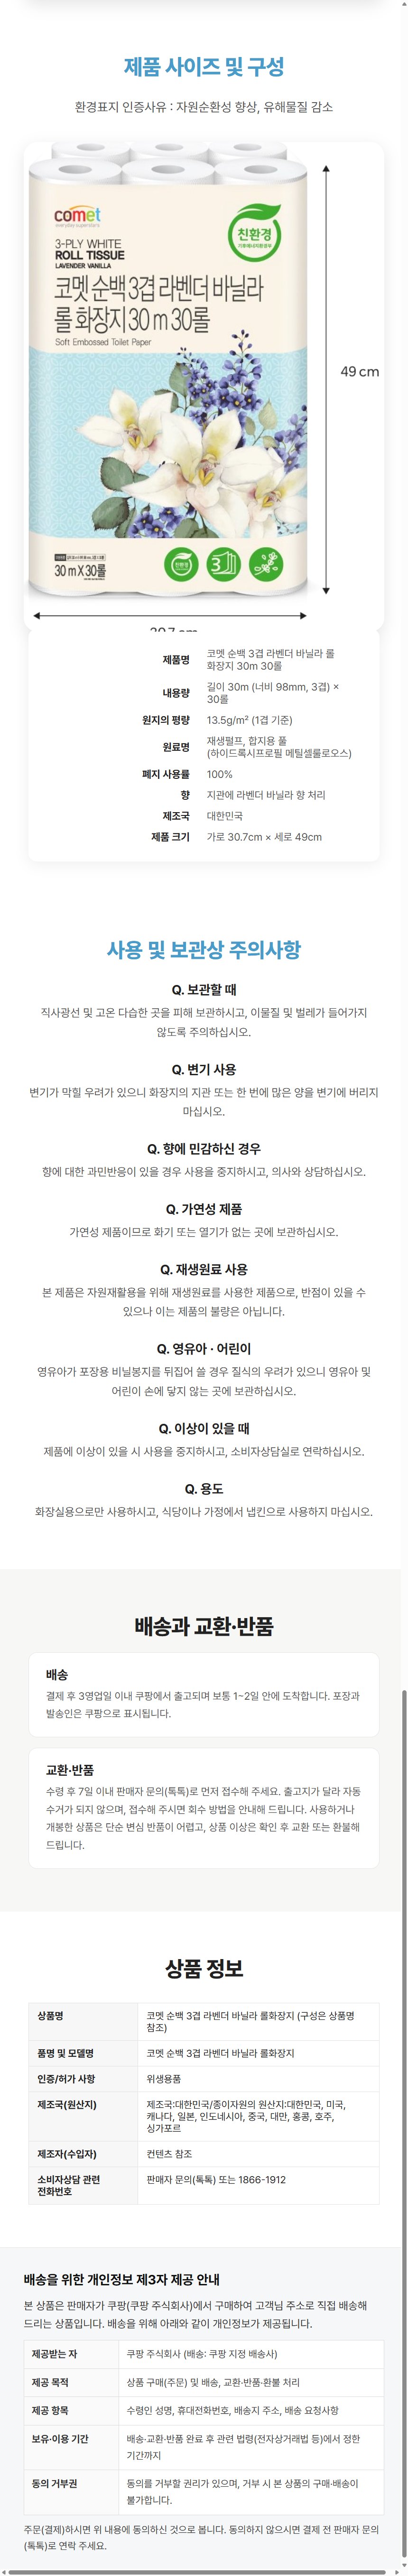 제품 사이즈 및 구성
환경표지 인증사유 : 자원순환성 향상, 유해물질 감소
comet
everyday superstores
3-PLY WHITE
ROLL TISSUE
LAVENDER VANILLA
코멧 순백 3겹 라벤더 바닐라
롤 화장지 30 m 30롤
Soft Embossed Toilet Paper
친환경
49 cm
30 m X 30롤
제품명 코멧 순백 3겹 라벤더 바닐라 롤
화장지 30m 30롤
내용량 길이 30m (너비 98mm, 3겹) ×
30롤
원지의 평량 13.5g/m² (1겹 기준)
원료명 재생펄프, 합지용 풀
(하이드록시프로필 메틸셀룰로오스)
폐지 사용률 100%
향 지관에 라벤더 바닐라 향 처리
제조국 대한민국
제품 크기 가로 30.7cm × 세로 49cm
사용 및 보관상 주의사항
Q. 보관할 때
직사광선 및 고온 다습한 곳을 피해 보관하시고, 이물질 및 벌레가 들어가지
않도록 주의하십시오.
Q. 변기 사용
변기가 막힐 우려가 있으니 화장지의 지관 또는 한 번에 많은 양을 변기에 버리지
마십시오.
Q. 향에 민감하신 경우
향에 대한 과민반응이 있을 경우 사용을 중지하시고, 의사와 상담하십시오.
Q. 가연성 제품
가연성 제품이므로 화기 또는 열기가 없는 곳에 보관하십시오.
Q. 재생원료 사용
본 제품은 자원재활용을 위해 재생원료를 사용한 제품으로, 반점이 있을 수
있으나 이는 제품의 불량은 아닙니다.
Q. 영유아 · 어린이
영유아가 포장용 비닐봉지를 뒤집어 쓸 경우 질식의 우려가 있으니 영유아 및
어린이 손에 닿지 않는 곳에 보관하십시오.
Q. 이상이 있을 때
제품에 이상이 있을 시 사용을 중지하시고, 소비자상담실로 연락하십시오.
Q. 용도
화장실용으로만 사용하시고, 식당이나 가정에서 냅킨으로 사용하지 마십시오.
배송과 교환·반품
배송
결제 후 3영업일 이내 쿠팡에서 출고되며 보통 1~2일 안에 도착합니다. 포장과
발송인은 쿠팡으로 표시됩니다.
교환·반품
수령 후 7일 이내 판매자 문의(톡톡)로 먼저 접수해 주세요. 출고지가 달라 자동
수거가 되지 않으며, 접수해 주시면 회수 방법을 안내해 드립니다. 사용하거나
개봉한 상품은 단순 변심 반품이 어렵고, 상품 이상은 확인 후 교환 또는 환불해
드립니다.
상품 정보
상품명 코멧 순백 3겹 라벤더 바닐라 롤화장지 (구성은 상품명
참조)
품명 및 모델명 코멧 순백 3겹 라벤더 바닐라 롤화장지
인증/허가 사항 위생용품
제조국(원산지) 제조국:대한민국/종이자원의 원산지:대한민국, 미국,
캐나다, 일본, 인도네시아, 중국, 대만, 홍콩, 호주,
싱가포르
제조자(수입자) 컨텐츠 참조
소비자상담 관련 판매자 문의(톡톡) 또는 1866-1912
전화번호
배송을 위한 개인정보 제3자 제공 안내
본 상품은 판매자가 쿠팡(쿠팡 주식회사)에서 구매하여 고객님 주소로 직접 배송해
드리는 상품입니다. 배송을 위해 아래와 같이 개인정보가 제공됩니다.
제공받는 자 쿠팡 주식회사 (배송: 쿠팡 지정 배송사)
제공 목적 상품 구매(주문) 및 배송, 교환·반품·환불 처리
제공 항목 수령인 성명, 휴대전화번호, 배송지 주소, 배송 요청사항
보유·이용 기간 배송·교환·반품 완료 후 관련 법령(전자상거래법 등)에서 정한
기간까지
동의 거부권 동의를 거부할 권리가 있으며, 거부 시 본 상품의 구매·배송이
불가합니다.
주문(결제)하시면 위 내용에 동의하신 것으로 봅니다. 동의하지 않으시면 결제 전 판매자 문의
(톡톡)로 연락 주세요.